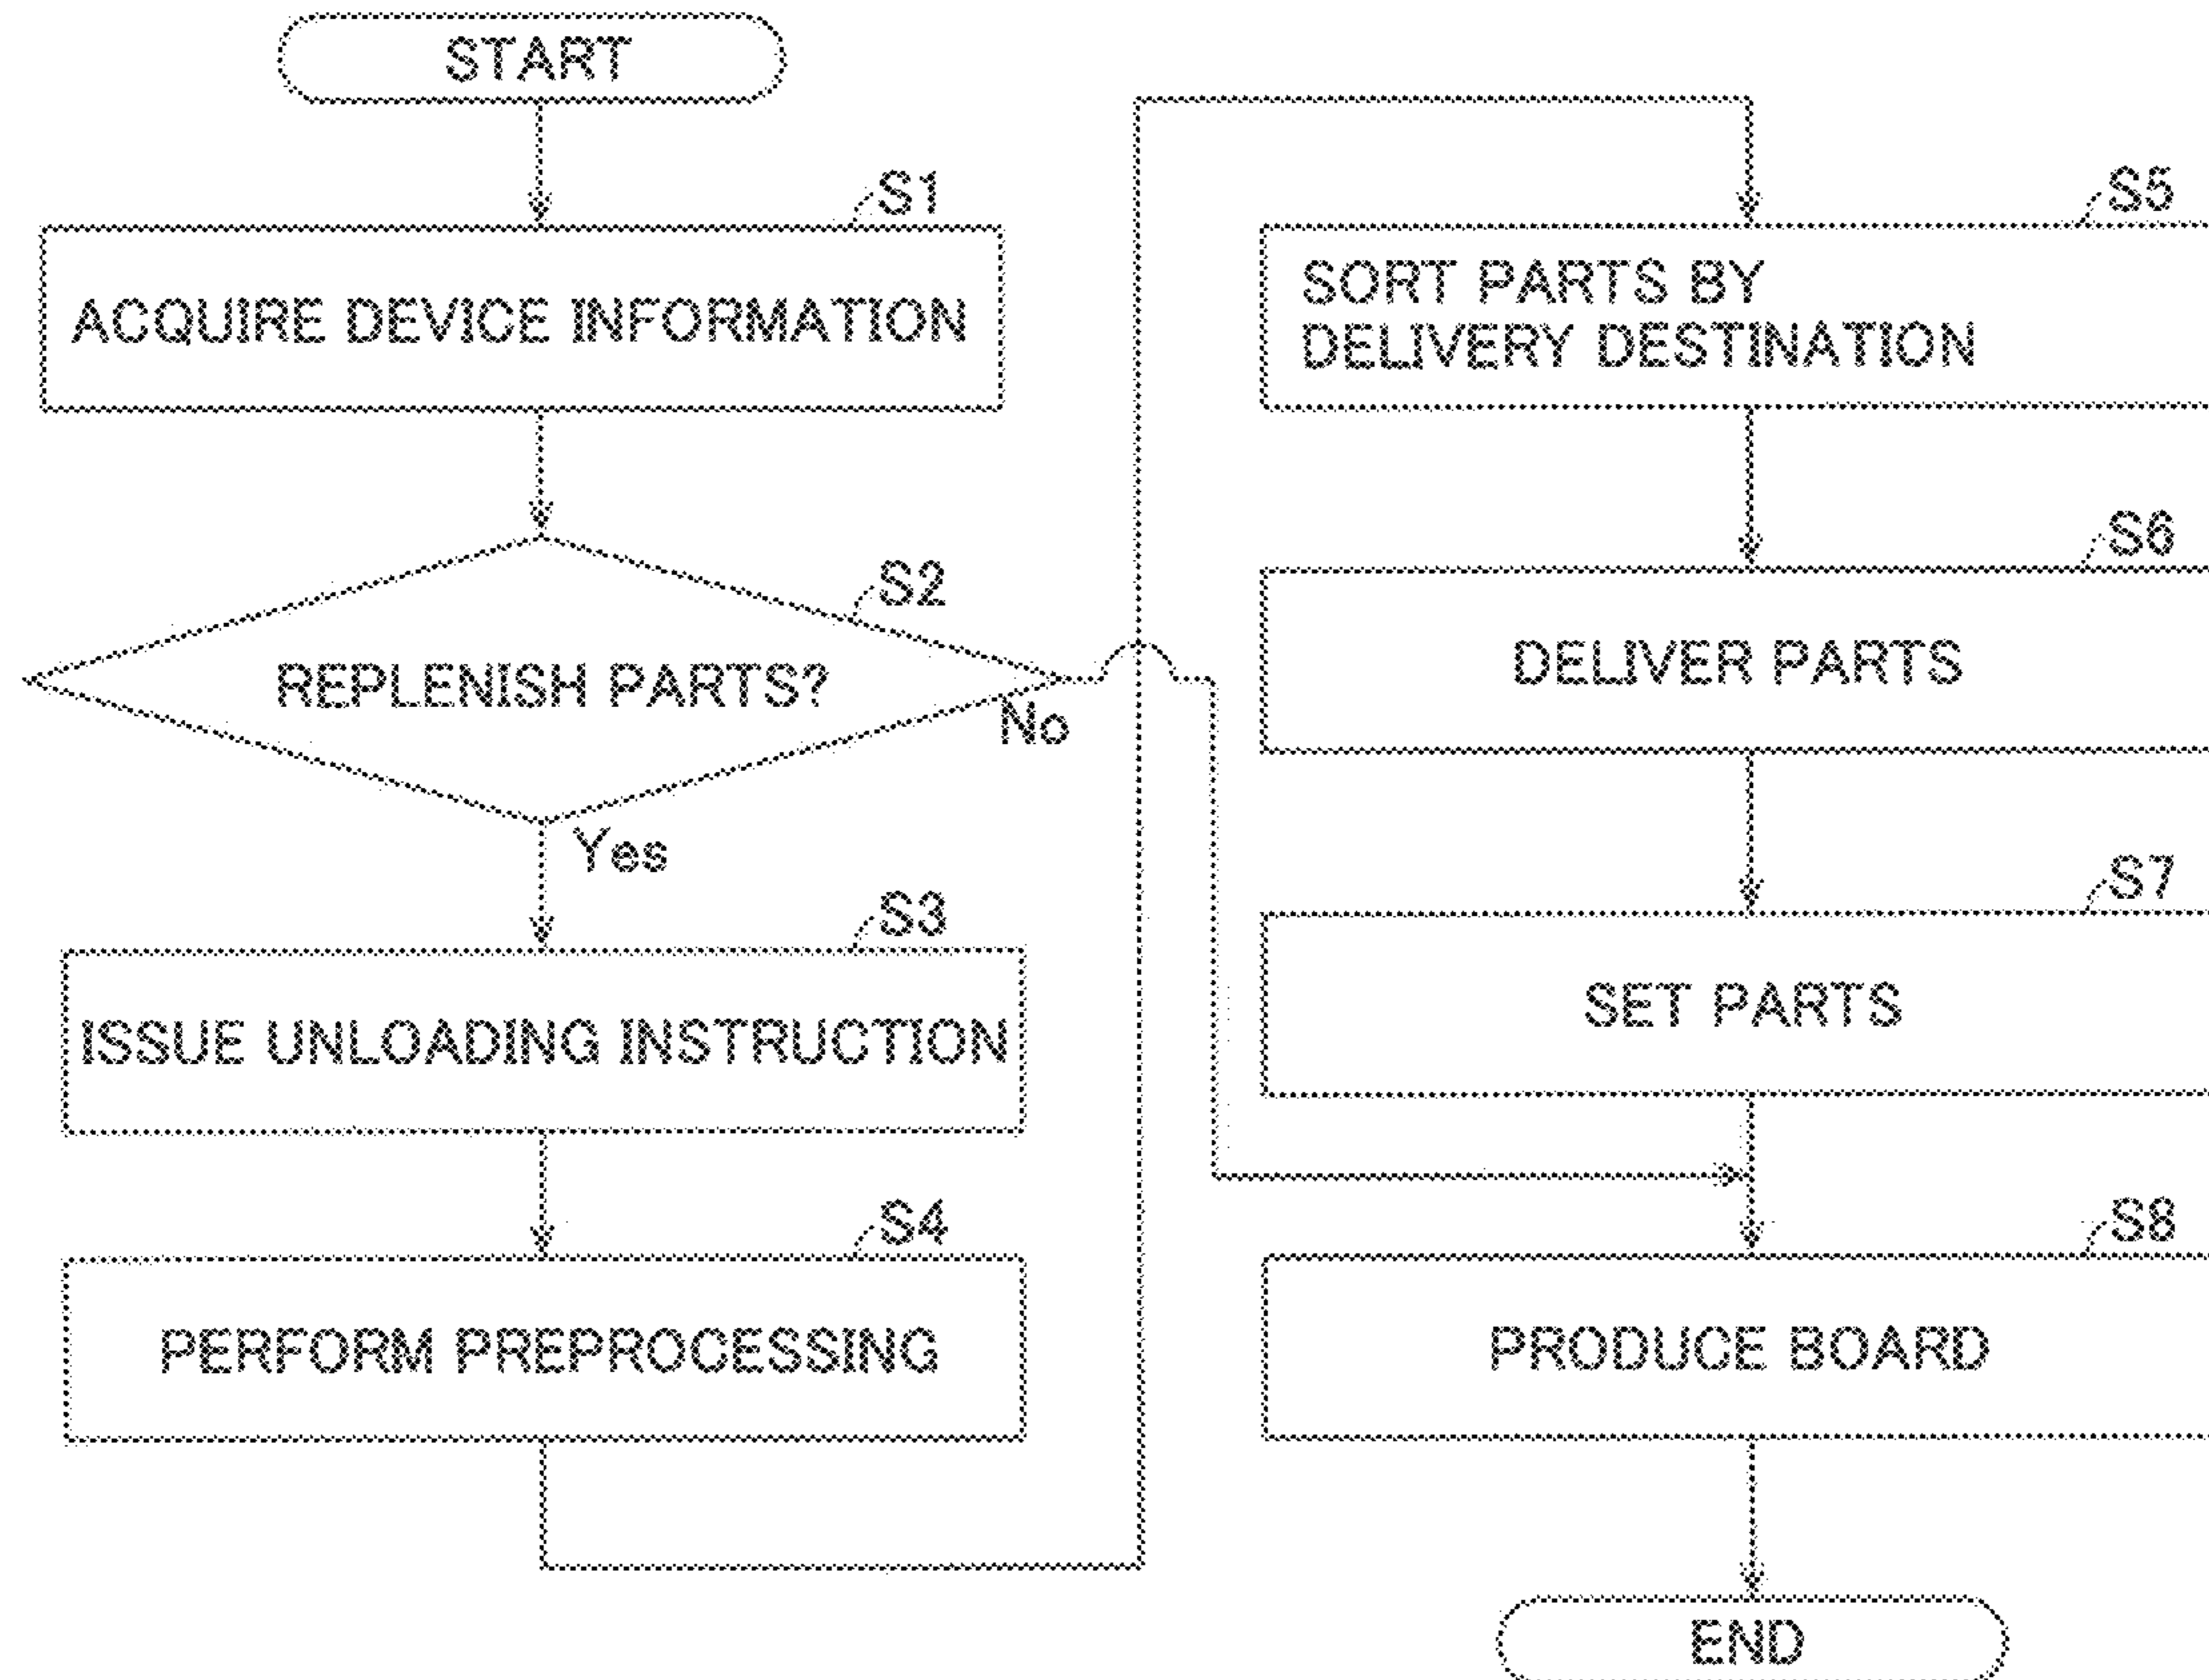 START
S1
ACQUIRE DEVICE INFORMATION
S2
REPLENISH PARTS?
No
Yes
S3
ISSUE UNLOADING INSTRUCTION
S4
PERFORM PREPROCESSING
S5
SORT PARTS BY
DELIVERY DESTINATION
S6
DELIVER PARTS
S7
SET PARTS
S8
PRODUCE BOARD
END